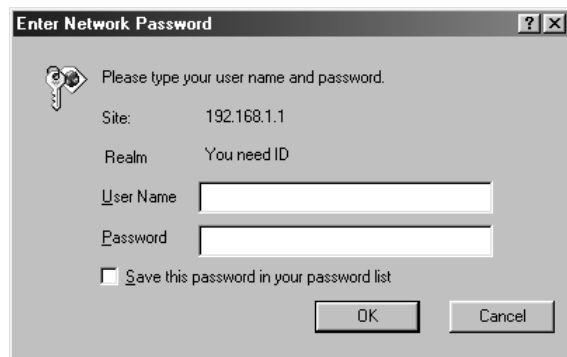 Enter Network Password
Please type your user name and password.
Site: 192.168.1.1
Realm You need ID
User Name
Password
Save this password in your password list
OK Cancel